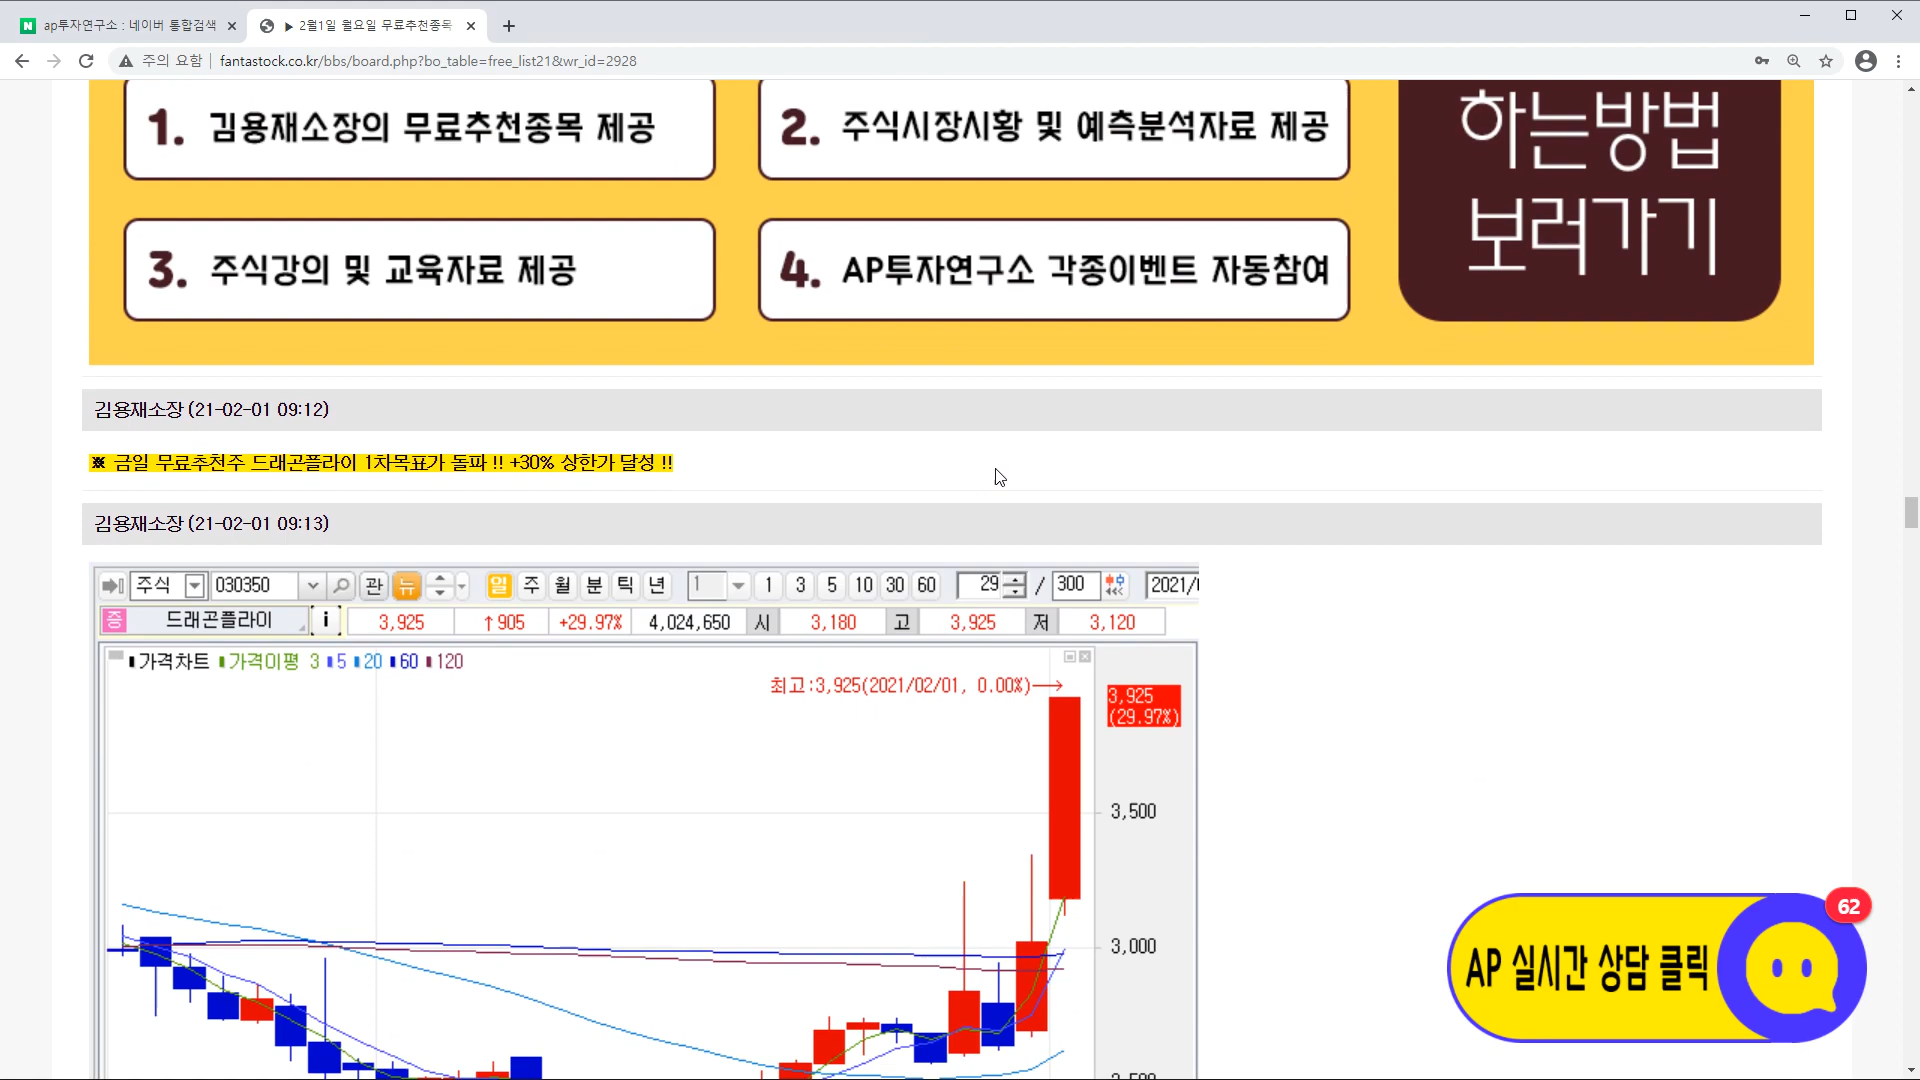 ap투자연구소 : 네이버 통합검색
▶ 2월1일 월요일 무료추천종목
주의 요함 | fantastock.co.kr/bbs/board.php?bo_table=free_list21&wr_id=2928
1. 김용재소장의 무료추천종목 제공
2. 주식시장시황 및 예측분석자료 제공
3. 주식강의 및 교육자료 제공
4. AP투자연구소 각종이벤트 자동참여
하는방법
보러가기
김용재소장 (21-02-01 09:12)
※ 금일 무료추천주 드래곤플라이 1차목표가 돌파 !! +30% 상한가 달성 !!
김용재소장 (21-02-01 09:13)
주식 030350 관 뉴 일 주 월 분 틱 년 1 1 3 5 10 30 60 29 / 300 2021/
증 드래곤플라이 i 3,925 ↑905 +29.97% 4,024,650 시 3,180 고 3,925 저 3,120
가격차트 가격이평 3 5 20 60 120
최고:3,925(2021/02/01, 0.00%)→
3,925
(29.97%)
3,500
3,000
62
AP 실시간 상담 클릭